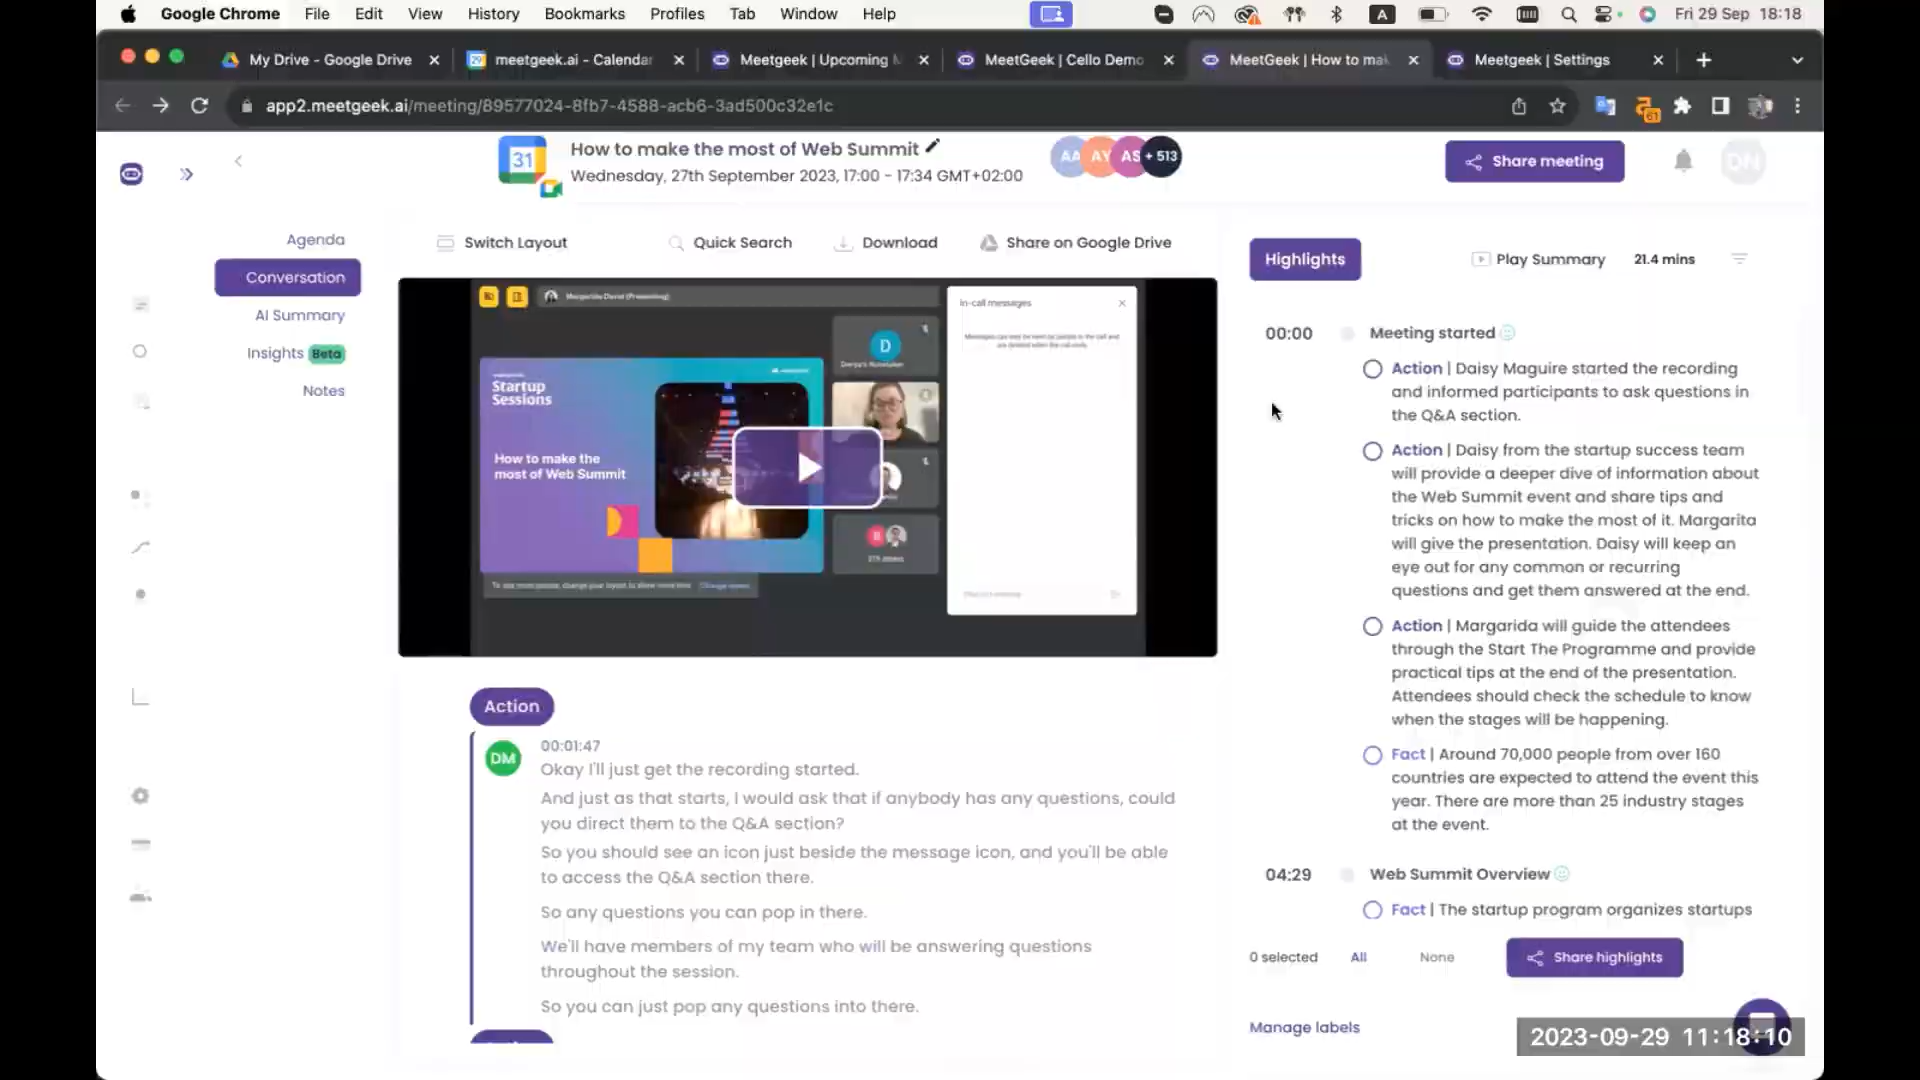 Google Chrome File Edit View History Bookmarks Profiles Tab Window Help
A
Fri 29 Sep 18:18
My Drive - Google Drive
meetgeek.ai - Calendar
Meetgeek | Upcoming M
MeetGeek | Cello Demo
MeetGeek | How to mak
Meetgeek | Settings
app2.meetgeek.ai/meeting/89577024-8fb7-4588-acb6-3ad500c32e1c
61
31
How to make the most of Web Summit
Wednesday, 27th September 2023, 17:00 - 17:34 GMT+02:00
AA AY AS + 513
Share meeting
DN
Agenda
Conversation
AI Summary
Insights Beta
Notes
Switch Layout
Quick Search
Download
Share on Google Drive
Margarida David (Presenting)
Startup
Sessions
How to make the
most of Web Summit
D
In-call messages
Action
DM
00:01:47
Okay I'll just get the recording started.
And just as that starts, I would ask that if anybody has any questions, could
you direct them to the Q&A section?
So you should see an icon just beside the message icon, and you'll be able
to access the Q&A section there.
So any questions you can pop in there.
We'll have members of my team who will be answering questions
throughout the session.
So you can just pop any questions into there.
Highlights
Play Summary
21.4 mins
00:00
Meeting started
Action | Daisy Maguire started the recording
and informed participants to ask questions in
the Q&A section.
Action | Daisy from the startup success team
will provide a deeper dive of information about
the Web Summit event and share tips and
tricks on how to make the most of it. Margarita
will give the presentation. Daisy will keep an
eye out for any common or recurring
questions and get them answered at the end.
Action | Margarida will guide the attendees
through the Start The Programme and provide
practical tips at the end of the presentation.
Attendees should check the schedule to know
when the stages will be happening.
Fact | Around 70,000 people from over 160
countries are expected to attend the event this
year. There are more than 25 industry stages
at the event.
04:29
Web Summit Overview
Fact | The startup program organizes startups
0 selected
All
None
Share highlights
Manage labels
2023-09-29 11:18:10